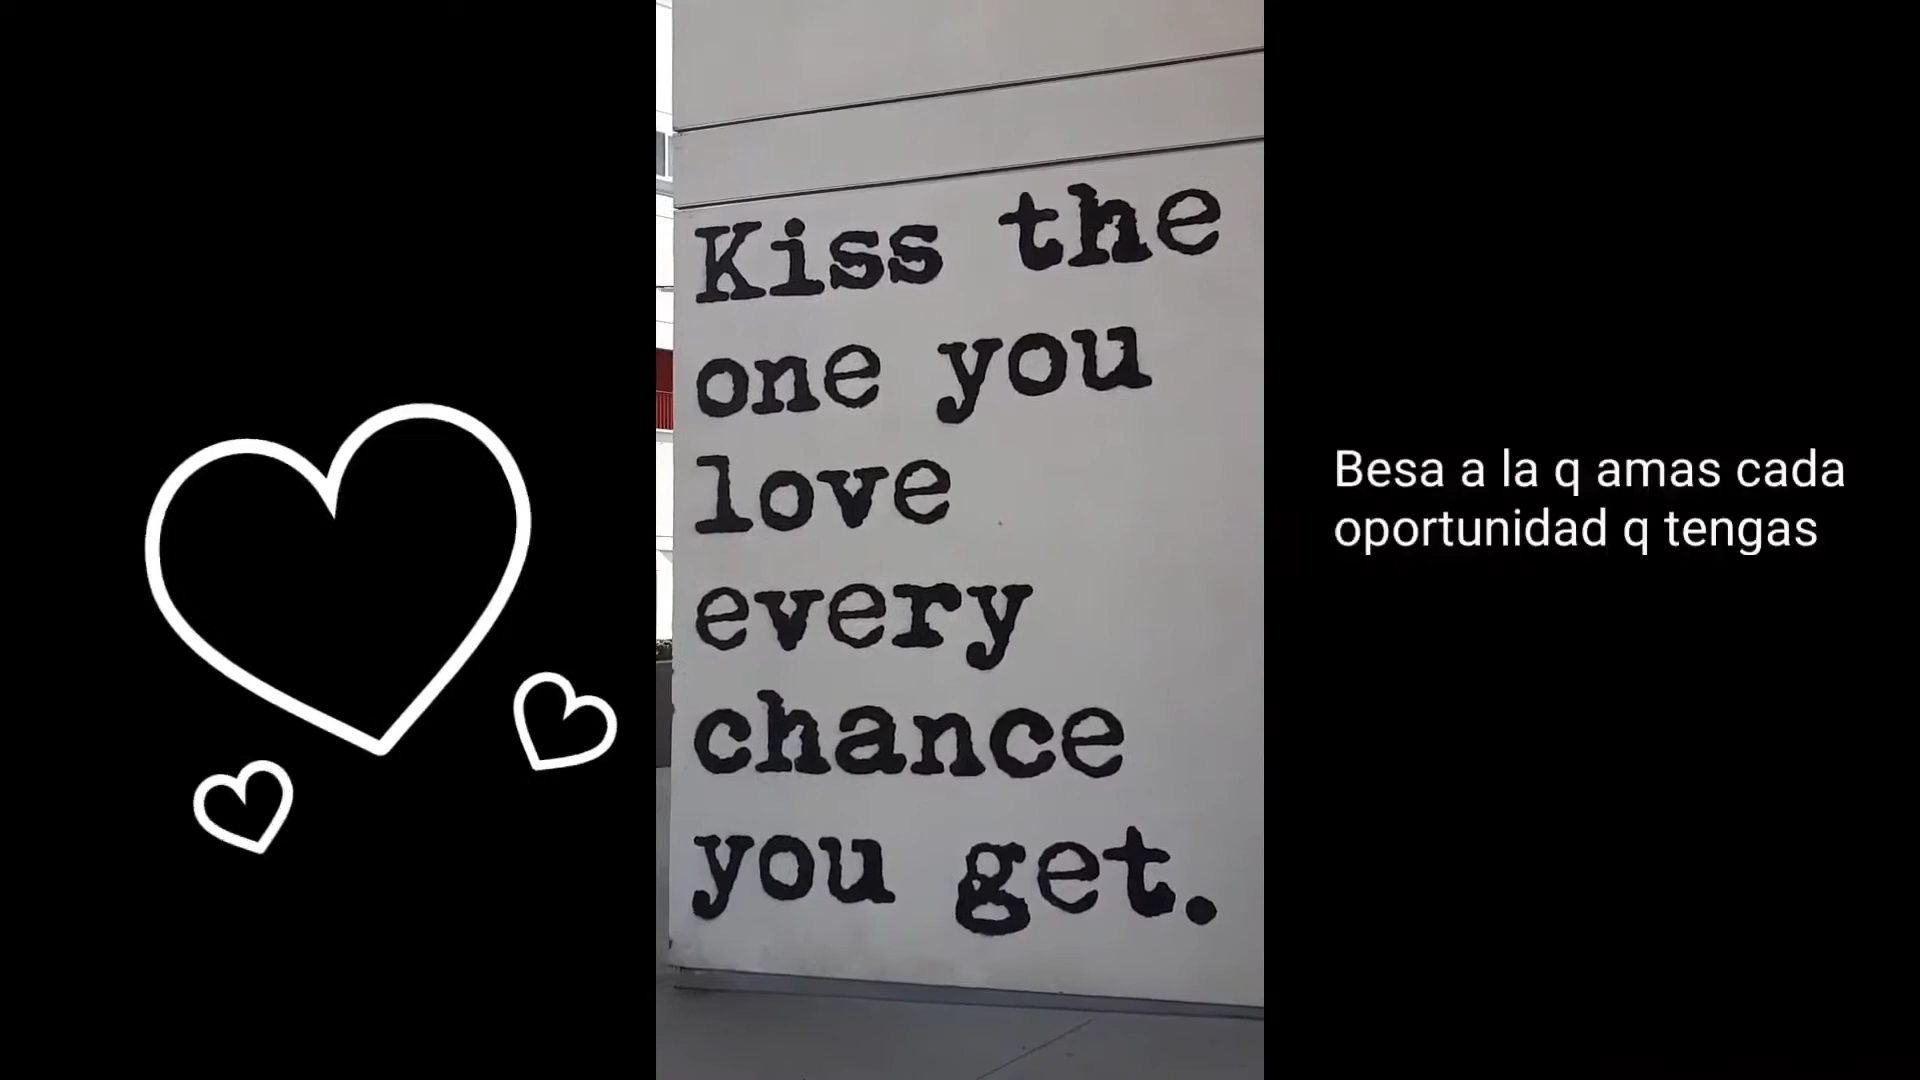 Kiss the
one you
love
every
chance
you get.
Besa a la q amas cada
oportunidad q tengas